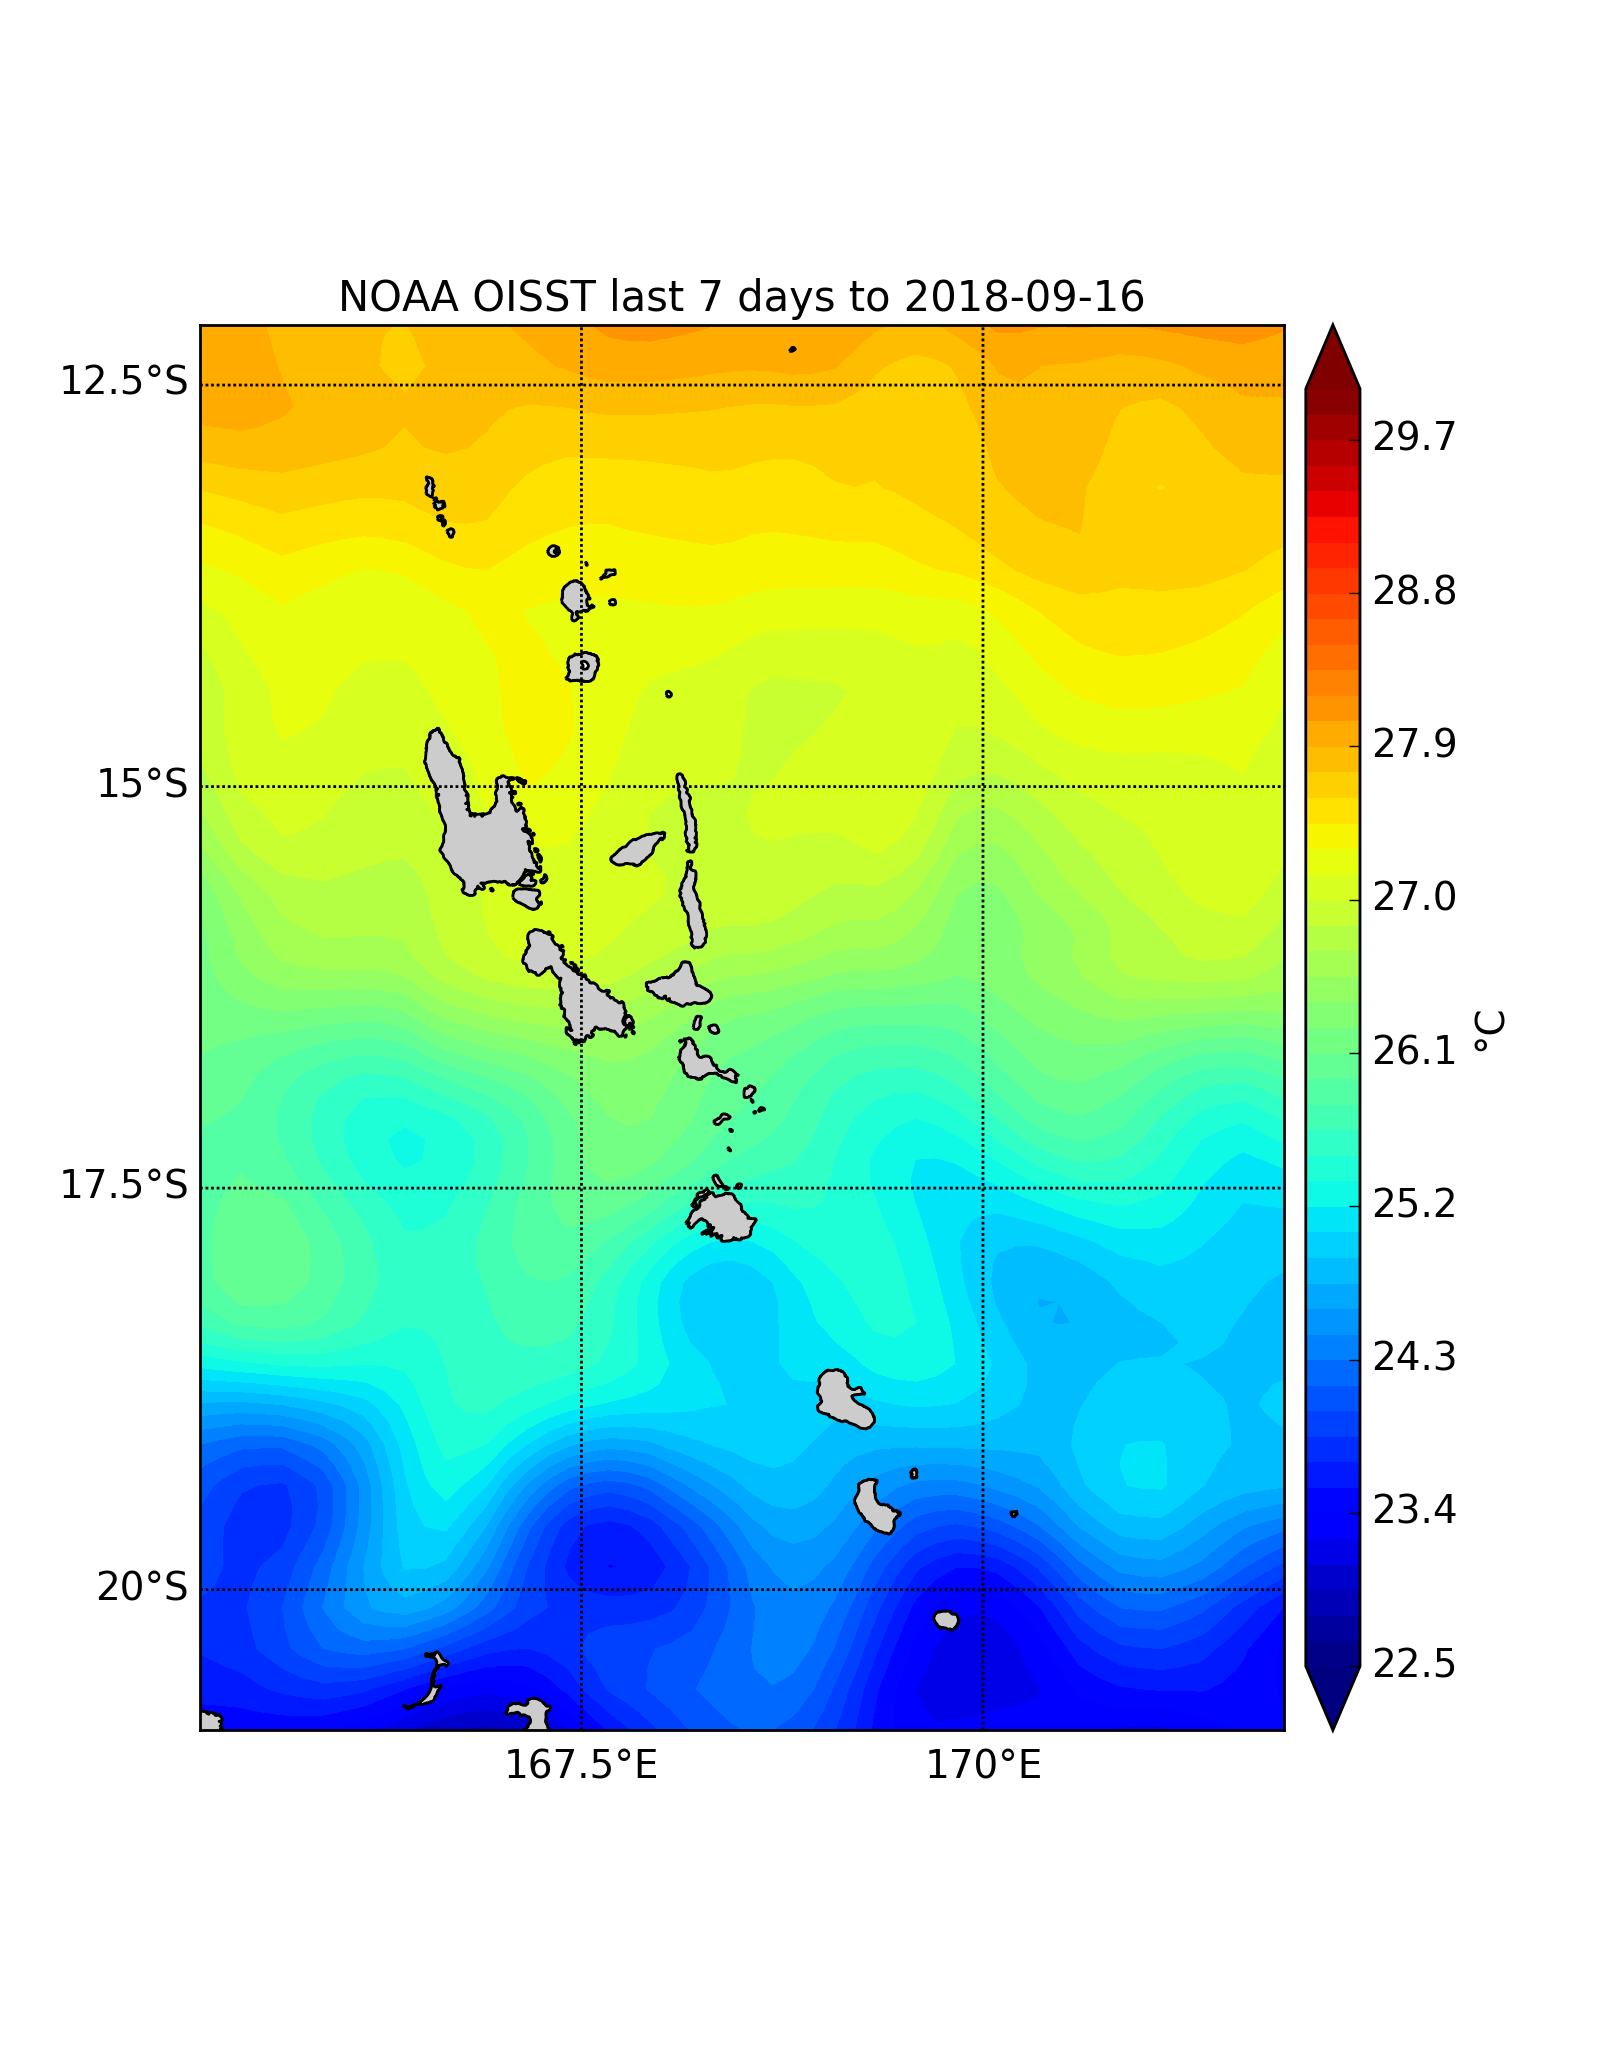 NOAA OISST last 7 days to 2018-09-16
12.5°S
15°S
17.5°S
20°S
167.5°E
170°E
29.7
28.8
27.9
27.0
26.1
25.2
24.3
23.4
22.5
°C